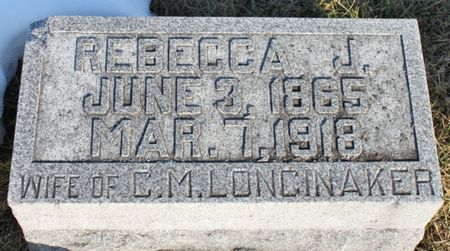 REBECCA J.
JUNE 3, 1865
MAR. 7, 1918
WIFE OF C.M.LONGINAKER